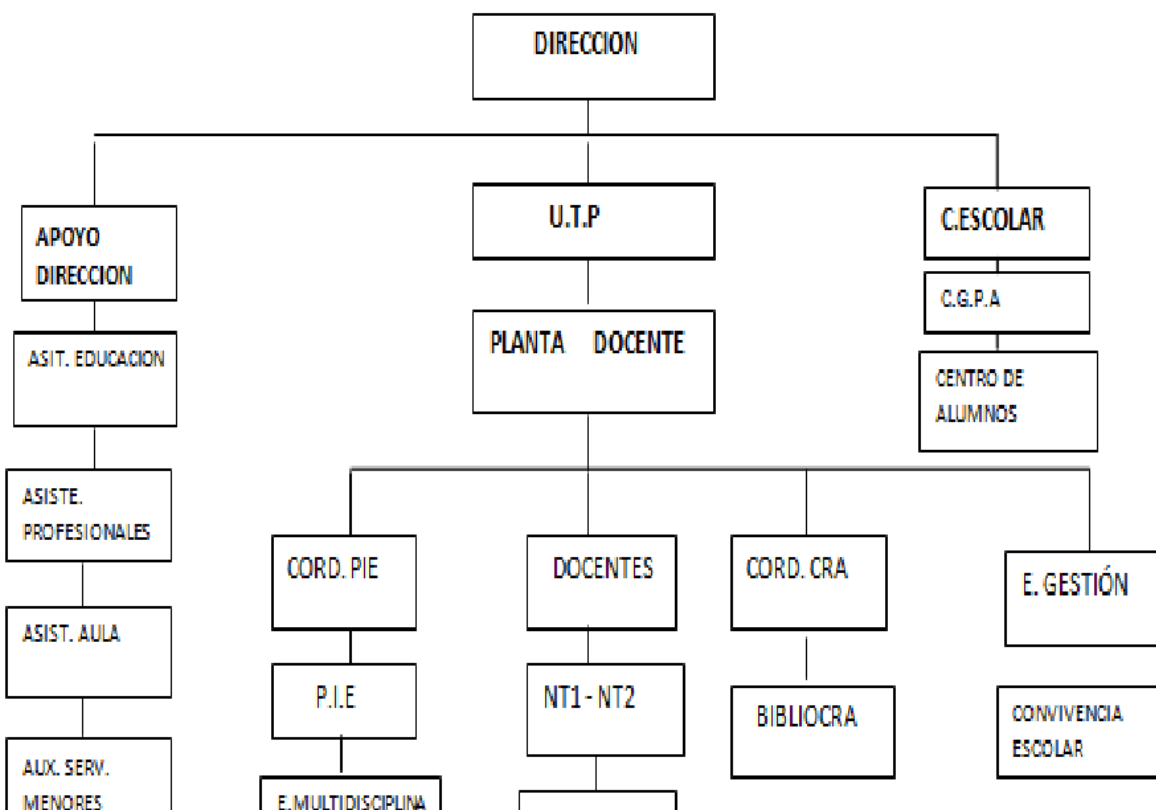 DIRECCION
APOYO
DIRECCION
U.T.P
C.ESCOLAR
C.G.P.A
ASIT. EDUCACION
PLANTA DOCENTE
CENTRO DE
ALUMNOS
ASISTE.
PROFESIONALES
CORD. PIE
DOCENTES
CORD. CRA
E. GESTIÓN
ASIST. AULA
P.I.E
NT1 - NT2
BIBLIOCRA
CONVIVENCIA
ESCOLAR
AUX. SERV.
MENORES
E.MULTIDISCIPLINA